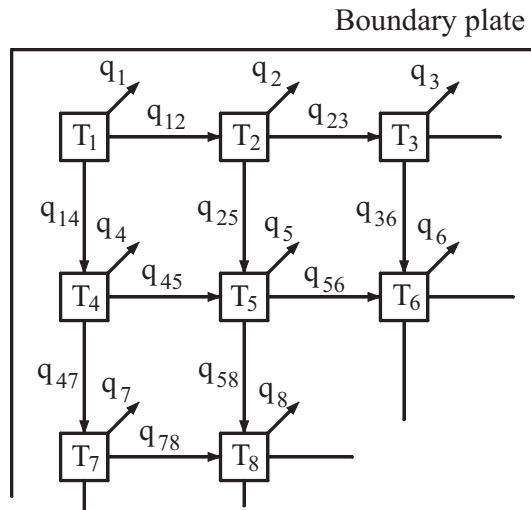 Boundary plate
q1 q2 q3
T1 q12 T2 q23 T3
q14 q4 q25 q5 q36 q6
T4 q45 T5 q56 T6
q47 q7 q58 q8
T7 q78 T8